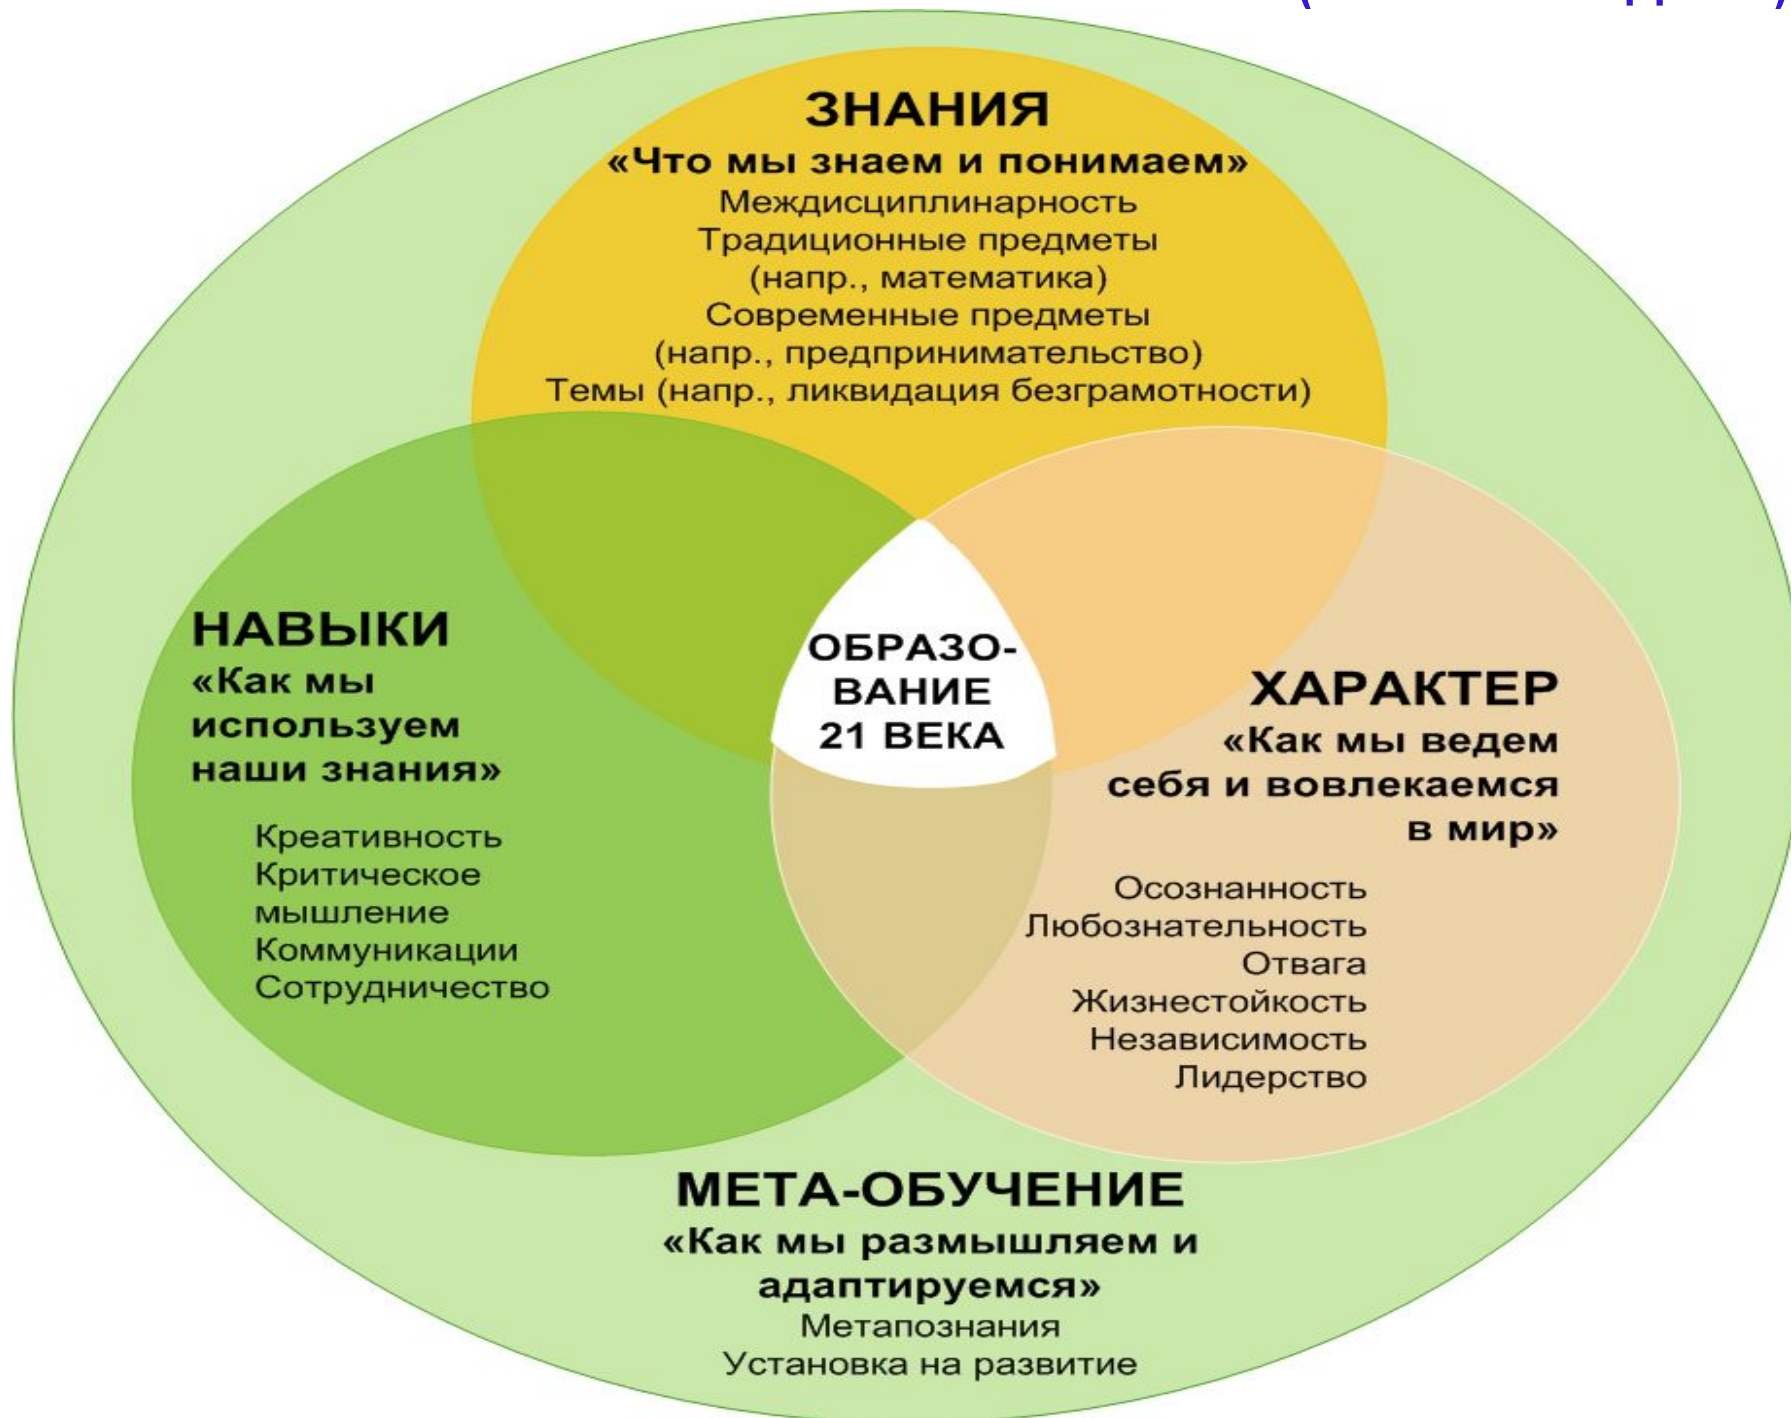 ЗНАНИЯ
«Что мы знаем и понимаем»
Междисциплинарность
Традиционные предметы
(напр., математика)
Современные предметы
(напр., предпринимательство)
Темы (напр., ликвидация безграмотности)
НАВЫКИ
«Как мы
используем
наши знания»
Креативность
Критическое
мышление
Коммуникации
Сотрудничество
ОБРАЗО-
ВАНИЕ
21 ВЕКА
ХАРАКТЕР
«Как мы ведем
себя и вовлекаемся
в мир»
Осознанность
Любознательность
Отвага
Жизнестойкость
Независимость
Лидерство
МЕТА-ОБУЧЕНИЕ
«Как мы размышляем и
адаптируемся»
Метапознания
Установка на развитие